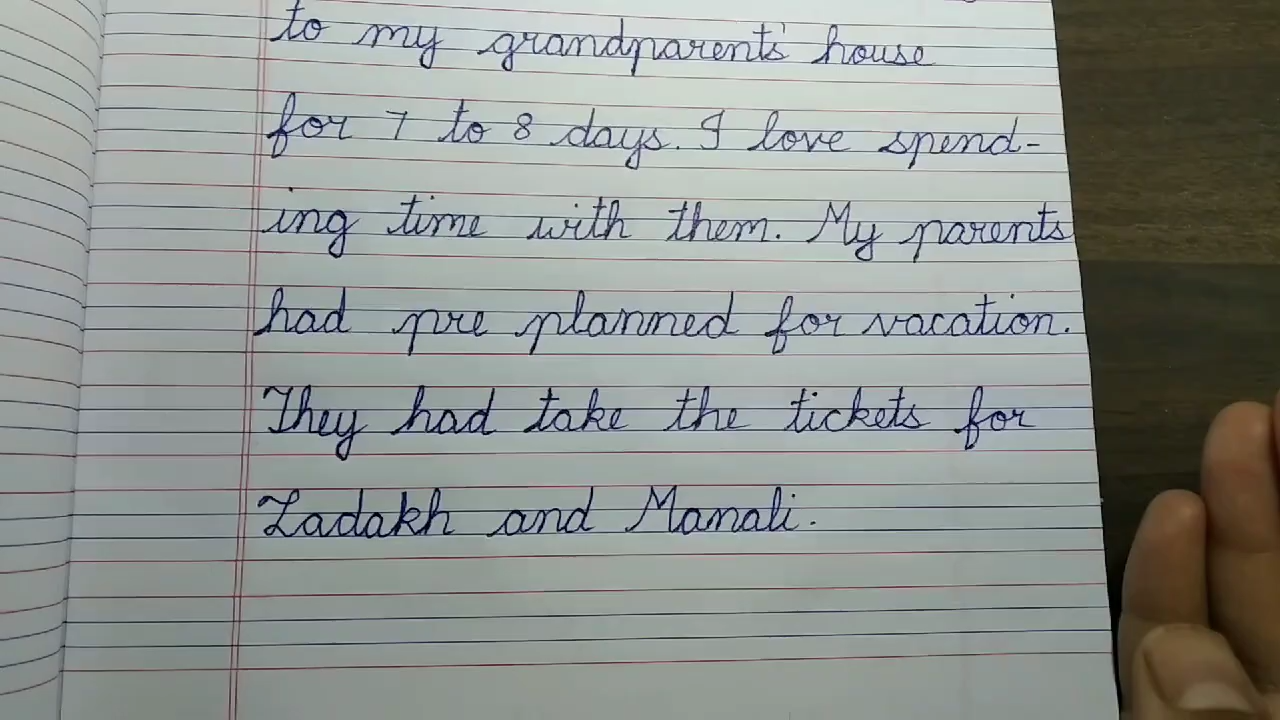 to my grandparents' house
for 7 to 8 days. I love spend-
ing time with them. My parents
had pre planned for vacation.
They had take the tickets for
Ladakh and Manali.